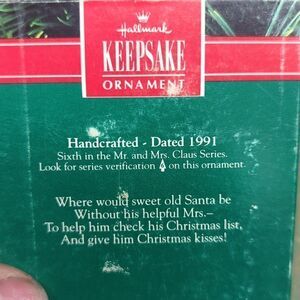 Hallmark
KEEPSAKE
ORNAMENT
Handcrafted - Dated 1991
Sixth in the Mr. and Mrs. Claus Series.
Look for series verification on this ornament.
Where would sweet old Santa be
Without his helpful Mrs.–
To help him check his Christmas list,
And give him Christmas kisses!